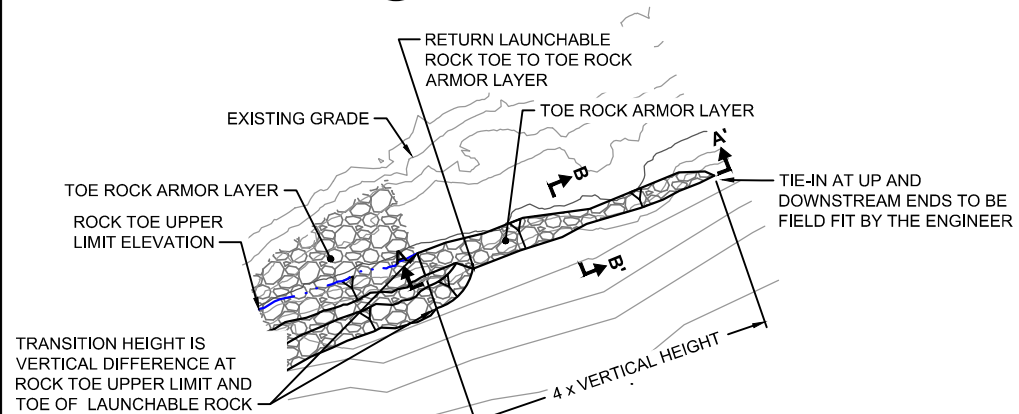 RETURN LAUNCHABLE
ROCK TOE TO TOE ROCK
ARMOR LAYER
TOE ROCK ARMOR LAYER
EXISTING GRADE
A'
B
TIE-IN AT UP AND
DOWNSTREAM ENDS TO BE
FIELD FIT BY THE ENGINEER
TOE ROCK ARMOR LAYER
ROCK TOE UPPER
LIMIT ELEVATION
A
B'
TRANSITION HEIGHT IS
VERTICAL DIFFERENCE AT
ROCK TOE UPPER LIMIT AND
TOE OF LAUNCHABLE ROCK
4 x VERTICAL HEIGHT